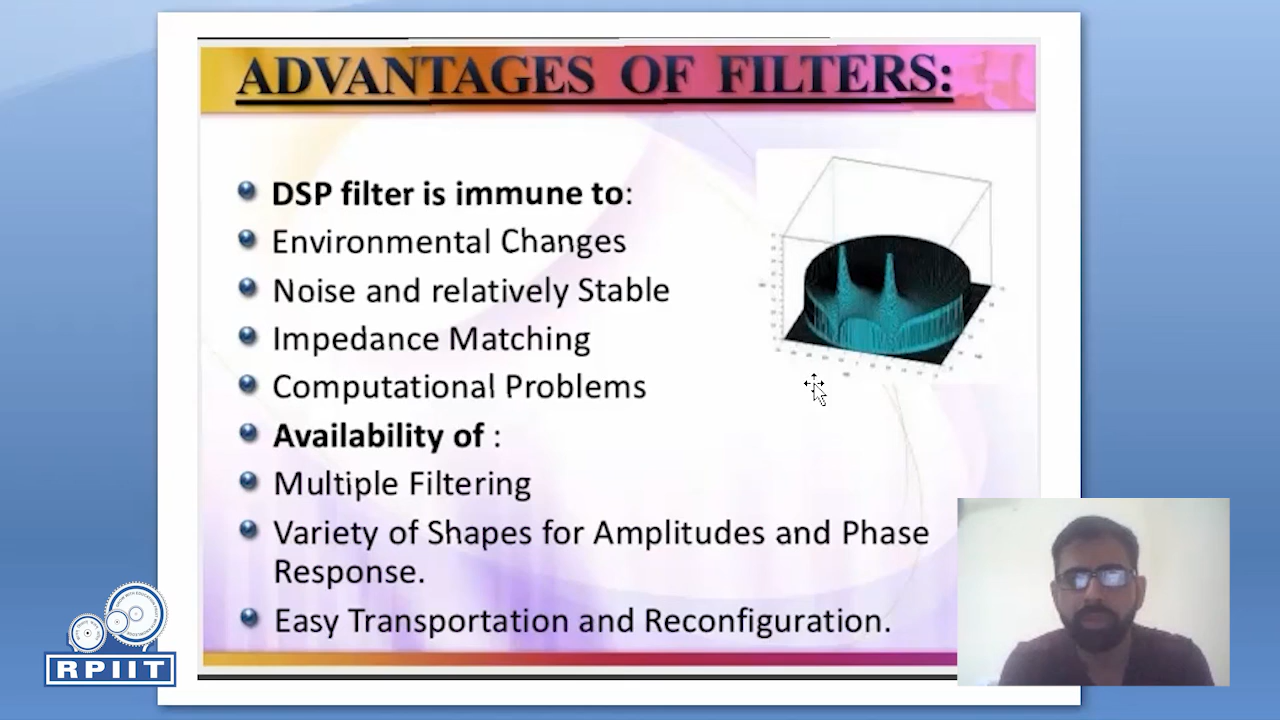 ADVANTAGES OF FILTERS:
DSP filter is immune to:
Environmental Changes
Noise and relatively Stable
Impedance Matching
Computational Problems
Availability of :
Multiple Filtering
Variety of Shapes for Amplitudes and Phase
Response.
Easy Transportation and Reconfiguration.
RPIIT